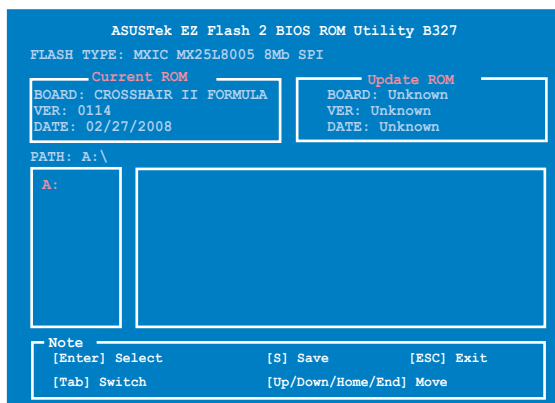 ASUSTek EZ Flash 2 BIOS ROM Utility B327
FLASH TYPE: MXIC MX25L8005 8Mb SPI
Current ROM
BOARD: CROSSHAIR II FORMULA
VER: 0114
DATE: 02/27/2008
Update ROM
BOARD: Unknown
VER: Unknown
DATE: Unknown
PATH: A:\
A:
Note
[Enter] Select [S] Save [ESC] Exit
[Tab] Switch [Up/Down/Home/End] Move